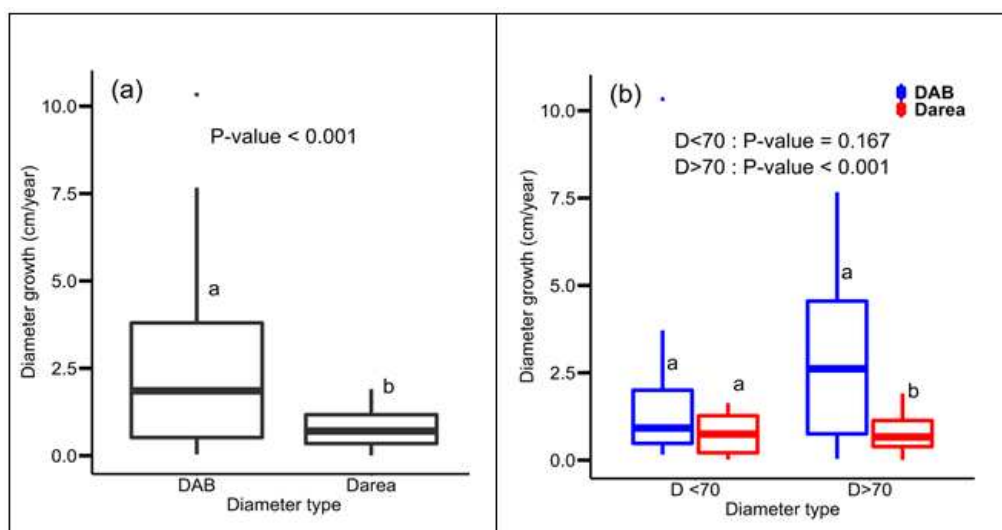 (a)
P-value < 0.001
10.0
7.5
5.0
2.5
0.0
Diameter growth (cm/year)
a
b
DAB
Darea
Diameter type
(b)
DAB
Darea
D<70 : P-value = 0.167
D>70 : P-value < 0.001
10.0
7.5
5.0
2.5
0.0
Diameter growth (cm/year)
a
a
a
b
D <70
D>70
Diameter type